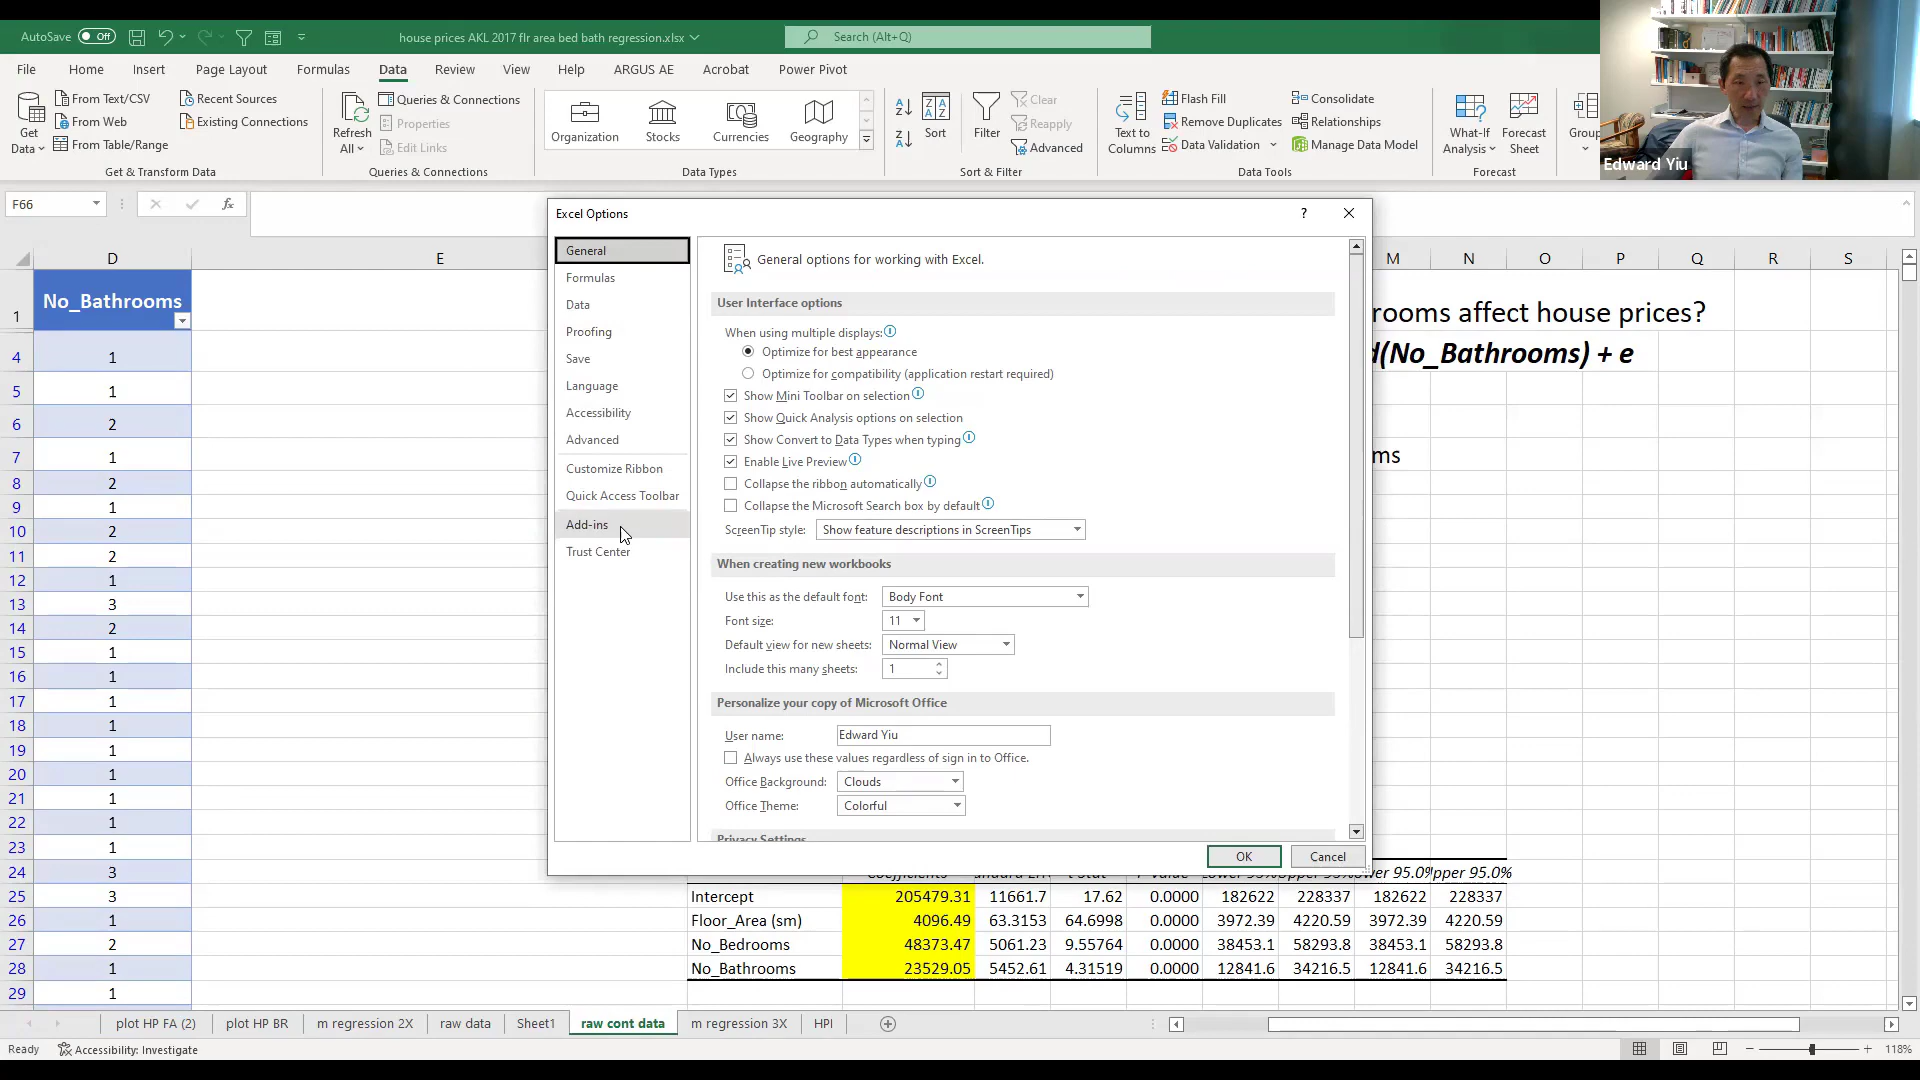 AutoSave Off
house prices AKL 2017 flr area bed bath regression.xlsx
Search (Alt+Q)
File Home Insert Page Layout Formulas Data Review View Help ARGUS AE Acrobat Power Pivot
Get Data
From Text/CSV
From Web
From Table/Range
Recent Sources
Existing Connections
Get & Transform Data
Refresh All
Queries & Connections
Properties
Edit Links
Queries & Connections
Organization Stocks Currencies Geography
Data Types
Sort
Filter
Clear
Reapply
Advanced
Sort & Filter
Text to Columns
Flash Fill
Remove Duplicates
Data Validation
Consolidate
Relationships
Manage Data Model
Data Tools
What-If Analysis
Forecast Sheet
Forecast
Group
Edward Yiu
F66
fx
D E M N O P Q R S
1 No_Bathrooms
rooms affect house prices?
d(No_Bathrooms) + e
ms
4 1
5 1
6 2
7 1
8 2
9 1
10 2
11 2
12 1
13 3
14 2
15 1
16 1
17 1
18 1
19 1
20 1
21 1
22 1
23 1
24 3
25 3
26 1
27 2
28 1
29 1
Excel Options
?
General
Formulas
Data
Proofing
Save
Language
Accessibility
Advanced
Customize Ribbon
Quick Access Toolbar
Add-ins
Trust Center
General options for working with Excel.
User Interface options
When using multiple displays:
Optimize for best appearance
Optimize for compatibility (application restart required)
Show Mini Toolbar on selection
Show Quick Analysis options on selection
Show Convert to Data Types when typing
Enable Live Preview
Collapse the ribbon automatically
Collapse the Microsoft Search box by default
ScreenTip style: Show feature descriptions in ScreenTips
When creating new workbooks
Use this as the default font: Body Font
Font size: 11
Default view for new sheets: Normal View
Include this many sheets: 1
Personalize your copy of Microsoft Office
User name: Edward Yiu
Always use these values regardless of sign in to Office.
Office Background: Clouds
Office Theme: Colorful
Privacy Settings
OK Cancel
Intercept 205479.31 11661.7 17.62 0.0000 182622 228337 182622 228337
Floor_Area (sm) 4096.49 63.3153 64.6998 0.0000 3972.39 4220.59 3972.39 4220.59
No_Bedrooms 48373.47 5061.23 9.55764 0.0000 38453.1 58293.8 38453.1 58293.8
No_Bathrooms 23529.05 5452.61 4.31519 0.0000 12841.6 34216.5 12841.6 34216.5
plot HP FA (2) plot HP BR m regression 2X raw data Sheet1 raw cont data m regression 3X HPI
Ready Accessibility: Investigate 118%